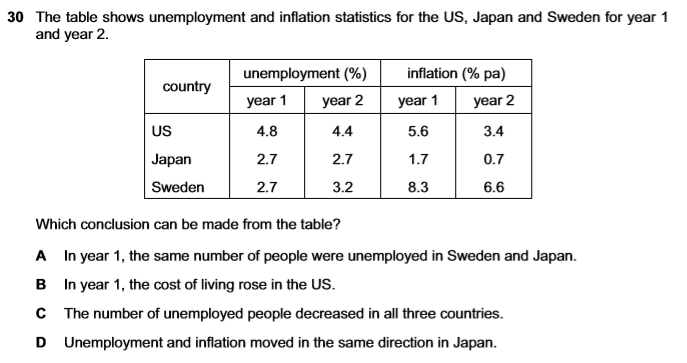 30 The table shows unemployment and inflation statistics for the US, Japan and Sweden for year 1
and year 2.
country unemployment (%) inflation (% pa)
year 1 year 2 year 1 year 2
US 4.8 4.4 5.6 3.4
Japan 2.7 2.7 1.7 0.7
Sweden 2.7 3.2 8.3 6.6
Which conclusion can be made from the table?
A In year 1, the same number of people were unemployed in Sweden and Japan.
B In year 1, the cost of living rose in the US.
C The number of unemployed people decreased in all three countries.
D Unemployment and inflation moved in the same direction in Japan.